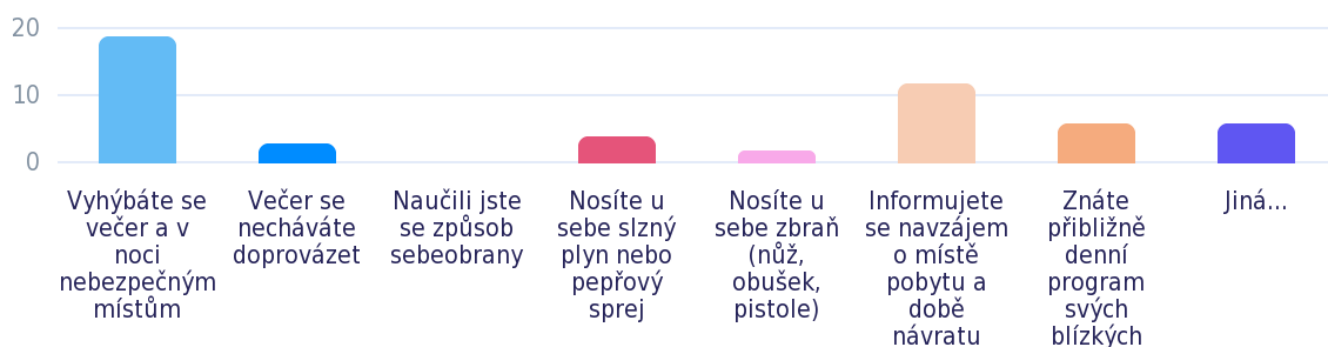 20
10
0
Vyhýbáte se
večer a v
noci
nebezpečným
místům
Večer se
necháváte
doprovázet
Naučili jste
se způsob
sebeobrany
Nosíte u
sebe slzný
plyn nebo
pepřový
sprej
Nosíte u
sebe zbraň
(nůž,
obušek,
pistole)
Informujete
se navzájem
o místě
pobytu a
době
návratu
Znáte
přibližně
denní
program
svých
blízkých
Jiná...